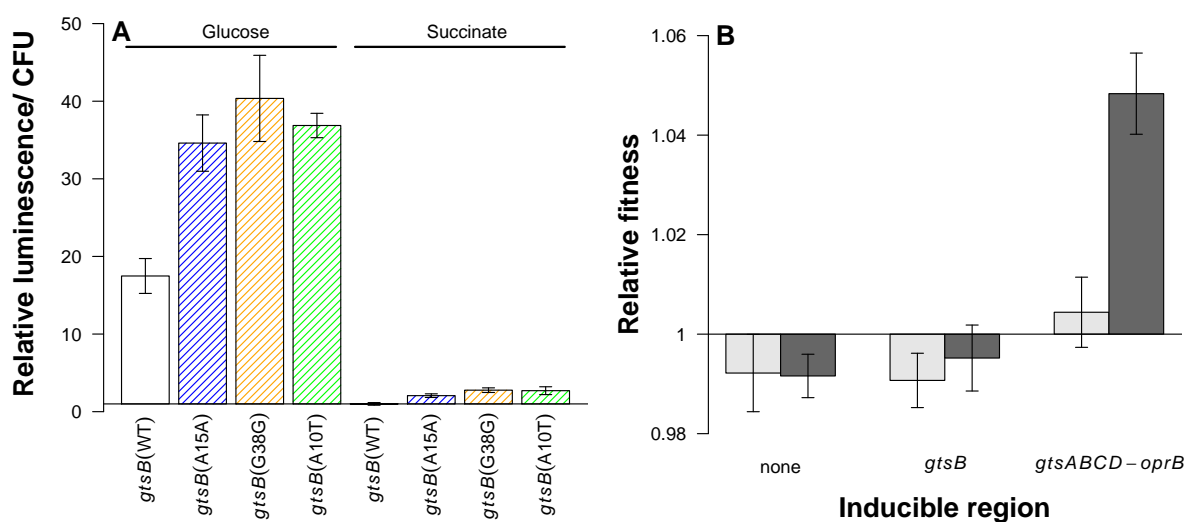 A
Glucose
Succinate
Relative luminescence/ CFU
50
40
30
20
10
0
gtsB(WT)
gtsB(A15A)
gtsB(G38G)
gtsB(A10T)
gtsB(WT)
gtsB(A15A)
gtsB(G38G)
gtsB(A10T)
B
Relative fitness
1.06
1.04
1.02
1
0.98
none
gtsB
gtsABCD–oprB
Inducible region